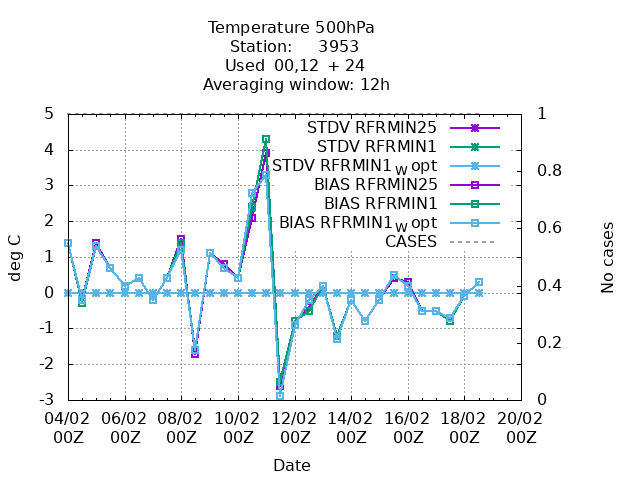 Temperature 500hPa
Station: 3953
Used 00,12 + 24
Averaging window: 12h
5
4
3
2
1
0
-1
-2
-3
deg C
1
0.8
0.6
0.4
0.2
0
No cases
STDV RFRMIN25
STDV RFRMIN1
STDV RFRMIN1w opt
BIAS RFRMIN25
BIAS RFRMIN1
BIAS RFRMIN1w opt
CASES
04/02 06/02 08/02 10/02 12/02 14/02 16/02 18/02 20/02
00Z 00Z 00Z 00Z 00Z 00Z 00Z 00Z 00Z
Date